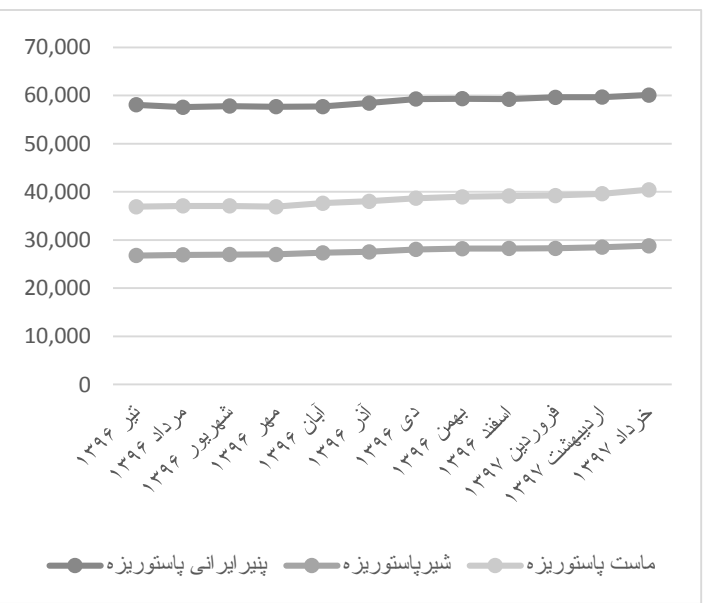 70,000
60,000
50,000
40,000
30,000
20,000
10,000
0
تیر ۱۳۹۶
مرداد ۱۳۹۶
شهریور ۱۳۹۶
مهر ۱۳۹۶
آبان ۱۳۹۶
آذر ۱۳۹۶
دی ۱۳۹۶
بهمن ۱۳۹۶
اسفند ۱۳۹۶
فروردین ۱۳۹۷
اردیبهشت ۱۳۹۷
خرداد ۱۳۹۷
ماست پاستوریزه شیرپاستوریزه پنیرایرانی پاستوریزه